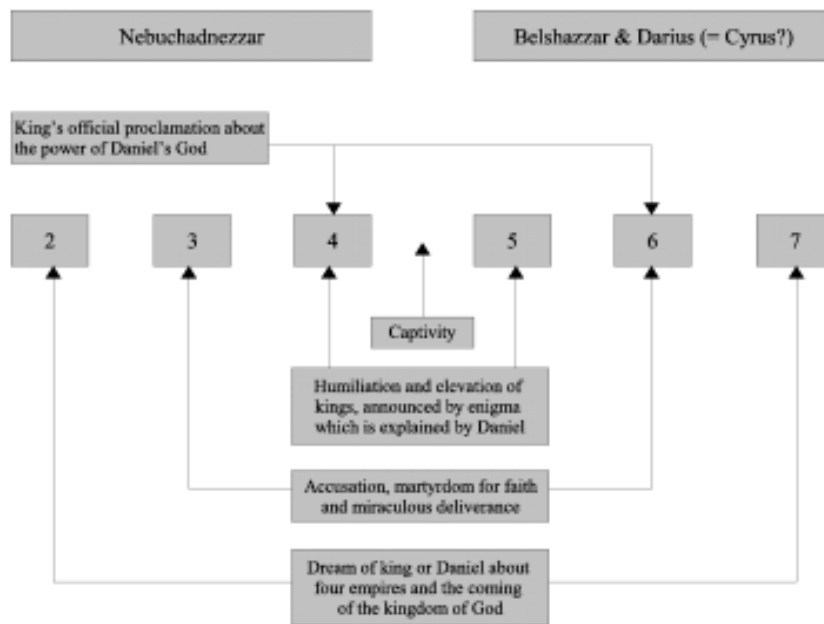 Nebuchadnezzar
Belshazzar & Darius (= Cyrus?)
King's official proclamation about
the power of Daniel's God
2
3
4
5
6
7
Captivity
Humiliation and elevation of
kings, announced by enigma
which is explained by Daniel
Accusation, martyrdom for faith
and miraculous deliverance
Dream of king or Daniel about
four empires and the coming
of the kingdom of God